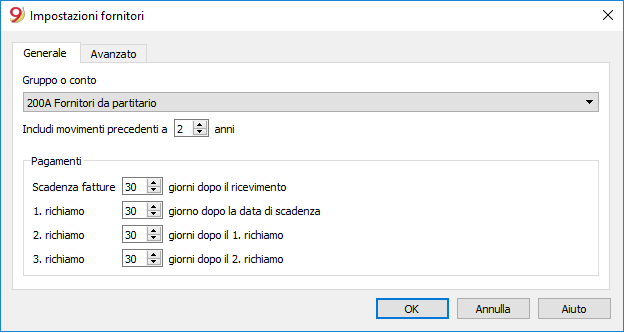 9 Impostazioni fornitori
Generale Avanzato
Gruppo o conto
200A Fornitori da partitario
Includi movimenti precedenti a 2 anni
Pagamenti
Scadenza fatture 30 giorni dopo il ricevimento
1. richiamo 30 giorno dopo la data di scadenza
2. richiamo 30 giorni dopo il 1. richiamo
3. richiamo 30 giorni dopo il 2. richiamo
OK Annulla Aiuto